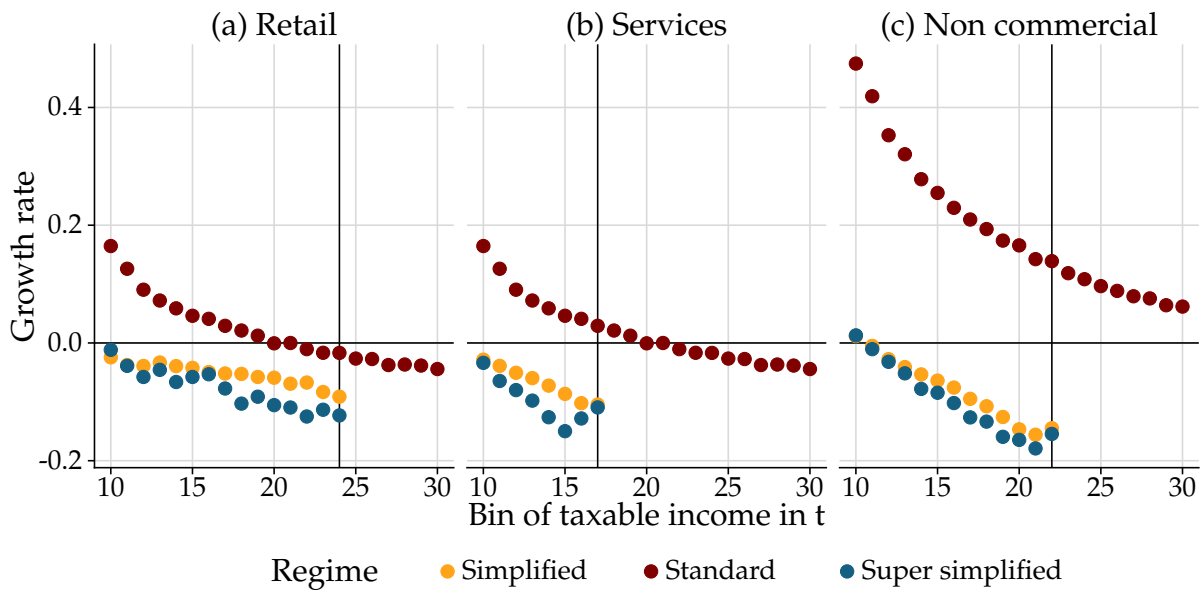 (a) Retail
(b) Services
(c) Non commercial
Growth rate
0.4
0.2
0.0
-0.2
10 15 20 25 30
10 15 20 25 30
10 15 20 25 30
Bin of taxable income in t
Regime
Simplified
Standard
Super simplified